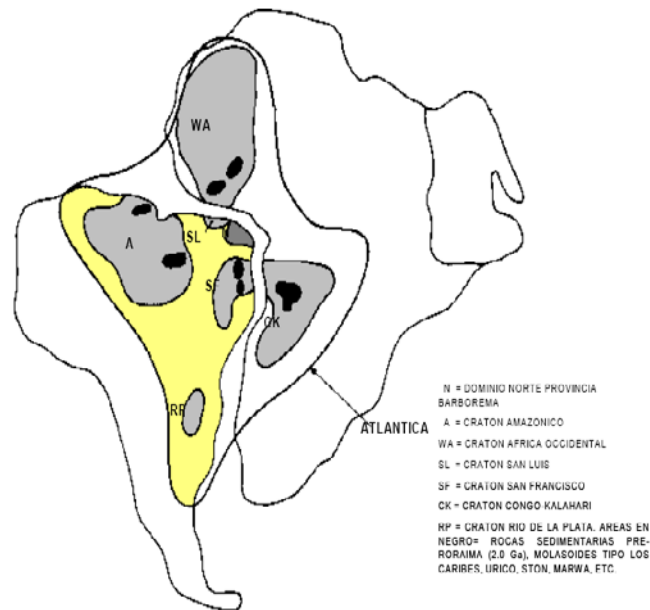 WA
A
SL
SF
CK
RP
ATLANTICA
N = DOMINIO NORTE PROVINCIA
BARBOREMA
A = CRATON AMAZONICO
WA = CRATON AFRICA OCCIDENTAL
SL = CRATON SAN LUIS
SF = CRATON SAN FRANCISCO
CK = CRATON CONGO-KALAHARI
RP = CRATON RIO DE LA PLATA. AREAS EN
NEGRO= ROCAS SEDIMENTARIAS PRE-
RORAIMA (2.0 Ga), MOLASOIDES TIPO LOS
CARIBES, URICO, STON, MARWA, ETC.